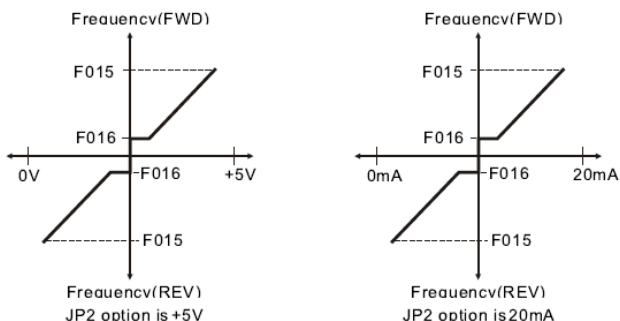 Frequency(FWD)
F015
F016
0V
-F016
+5V
F015
Frequency(REV)
JP2 option is +5V
Frequency(FWD)
F015
F016
0mA
F016
20mA
F015
Frequency(REV)
JP2 option is 20mA